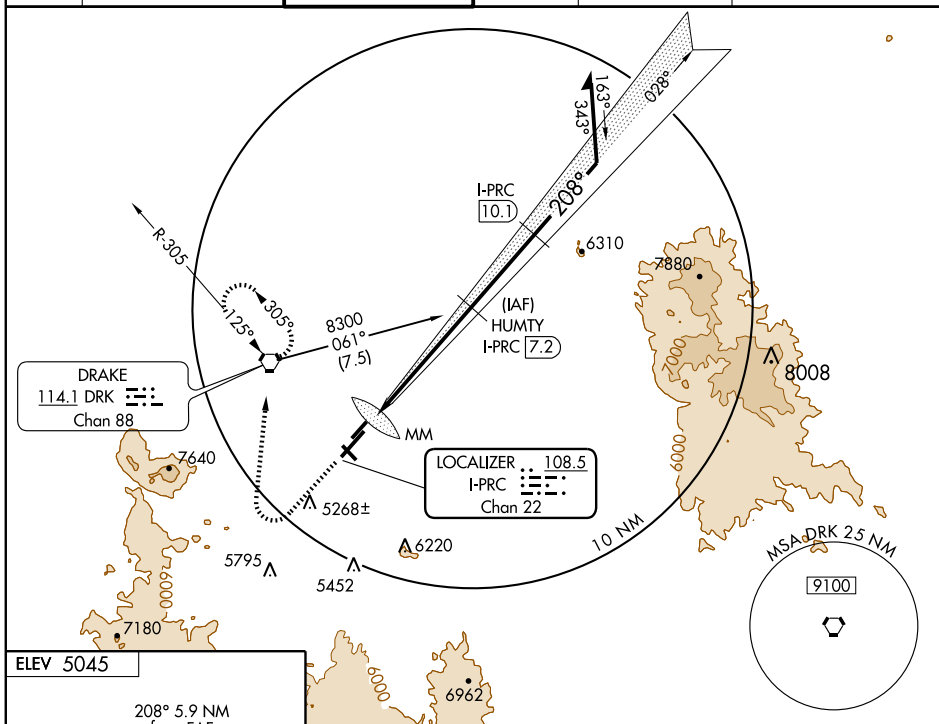 028°
163°
343°
208°
I-PRC
10.1
6310
7880
R-305
305°
125°
8300
061°
(7.5)
(IAF)
HUMTY
I-PRC 7.2
7000
8008
DRAKE
114.1 DRK
Chan 88
MM
6000
7640
LOCALIZER 108.5
I-PRC
Chan 22
5268±
10 NM
6220
MSA DRK 25 NM
5795
5452
6000
9100
7180
ELEV 5045
6000
6962
208° 5.9 NM